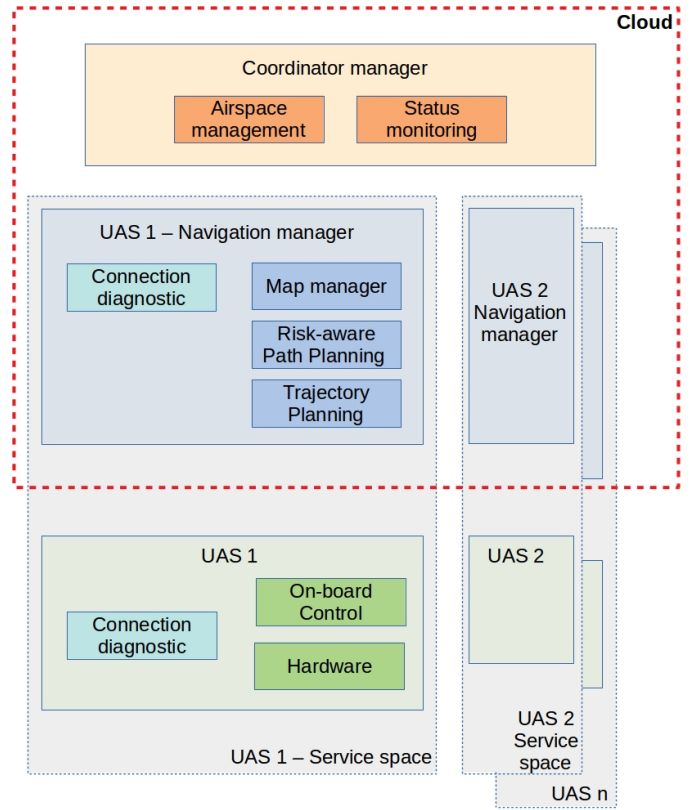 Cloud
Coordinator manager
Airspace
management
Status
monitoring
UAS 1 – Navigation manager
Connection
diagnostic
Map manager
Risk-aware
Path Planning
Trajectory
Planning
UAS 2
Navigation
manager
UAS 1
Connection
diagnostic
On-board
Control
Hardware
UAS 1 – Service space
UAS 2
UAS 2
Service
space
UAS n